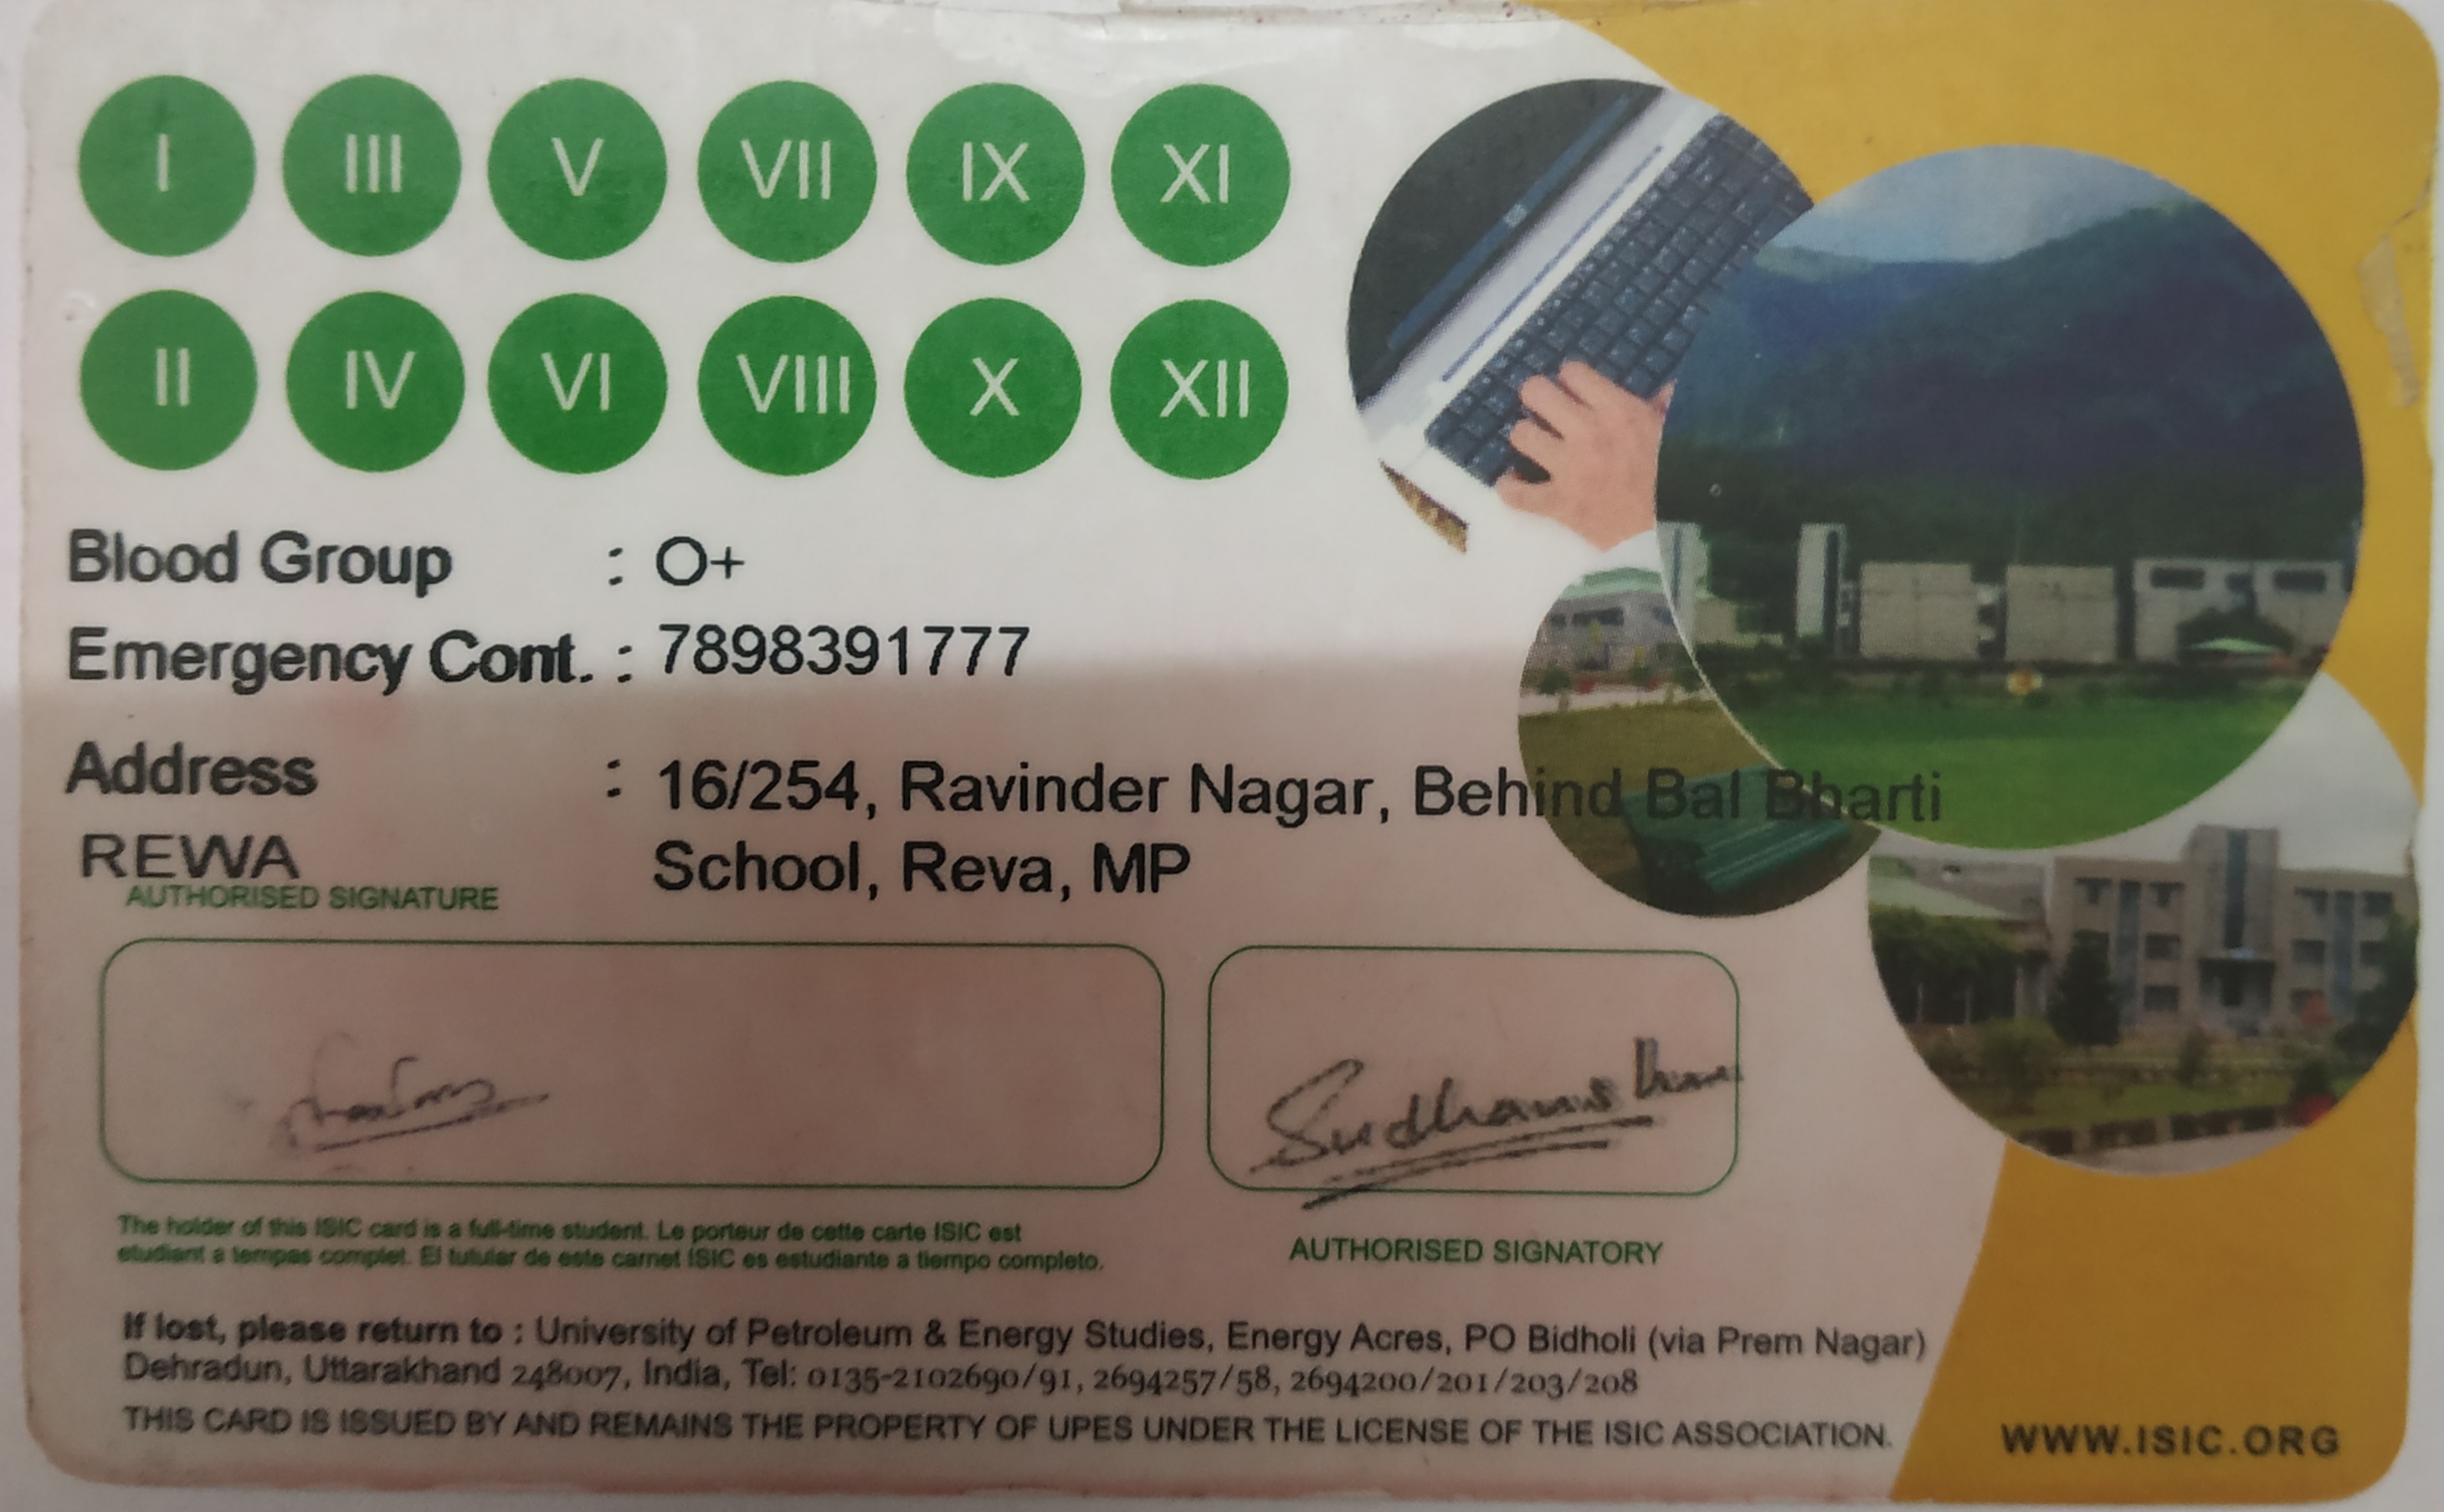 I III V VII IX XI
II IV VI VIII X XII
Blood Group : O+
Emergency Cont. : 7898391777
Address : 16/254, Ravinder Nagar, Behind Bal Bharti
REWA School, Reva, MP
AUTHORISED SIGNATURE
The holder of this ISIC card is a full-time student. Le porteur de cette carte ISIC est
etudiant a tempas complet. El tutular de este carnet ISIC es estudiante a tiempo completo.
AUTHORISED SIGNATORY
If lost, please return to : University of Petroleum & Energy Studies, Energy Acres, PO Bidholi (via Prem Nagar)
Dehradun, Uttarakhand 248007, India, Tel: 0135-2102690/91, 2694257/58, 2694200/201/203/208
THIS CARD IS ISSUED BY AND REMAINS THE PROPERTY OF UPES UNDER THE LICENSE OF THE ISIC ASSOCIATION.
WWW.ISIC.ORG